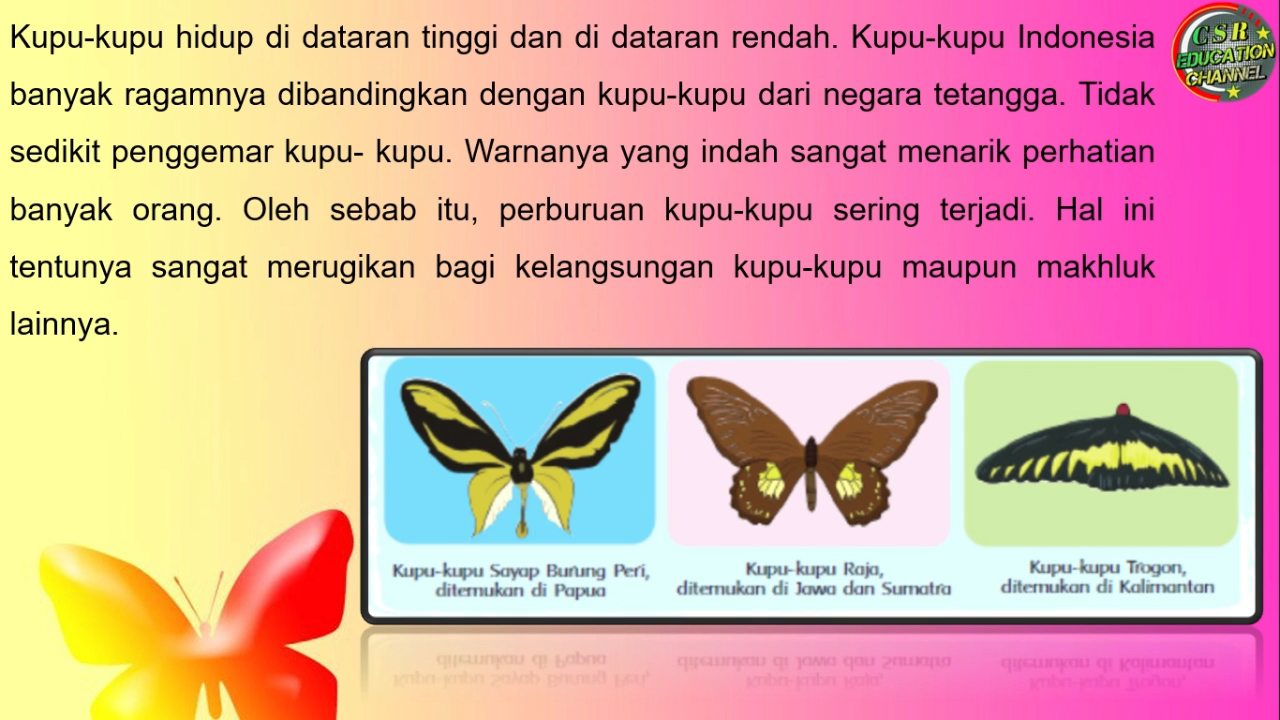 Kupu-kupu hidup di dataran tinggi dan di dataran rendah. Kupu-kupu Indonesia
banyak ragamnya dibandingkan dengan kupu-kupu dari negara tetangga. Tidak
sedikit penggemar kupu- kupu. Warnanya yang indah sangat menarik perhatian
banyak orang. Oleh sebab itu, perburuan kupu-kupu sering terjadi. Hal ini
tentunya sangat merugikan bagi kelangsungan kupu-kupu maupun makhluk
lainnya.
CSR
EDUCATION
CHANNEL
Kupu-kupu Sayap Burung Peri,
ditemukan di Papua
Kupu-kupu Raja,
ditemukan di Jawa dan Sumatra
Kupu-kupu Trogon,
ditemukan di Kalimantan